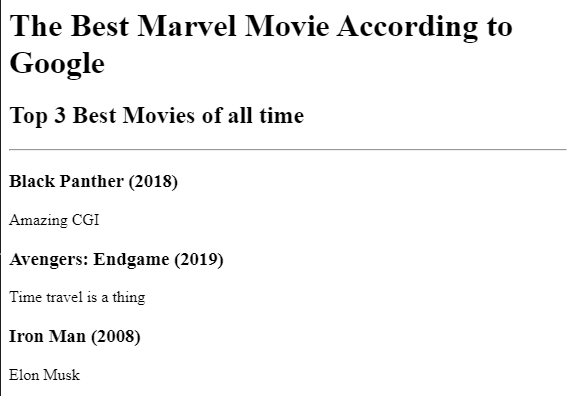 The Best Marvel Movie According to
Google
Top 3 Best Movies of all time
Black Panther (2018)
Amazing CGI
Avengers: Endgame (2019)
Time travel is a thing
Iron Man (2008)
Elon Musk